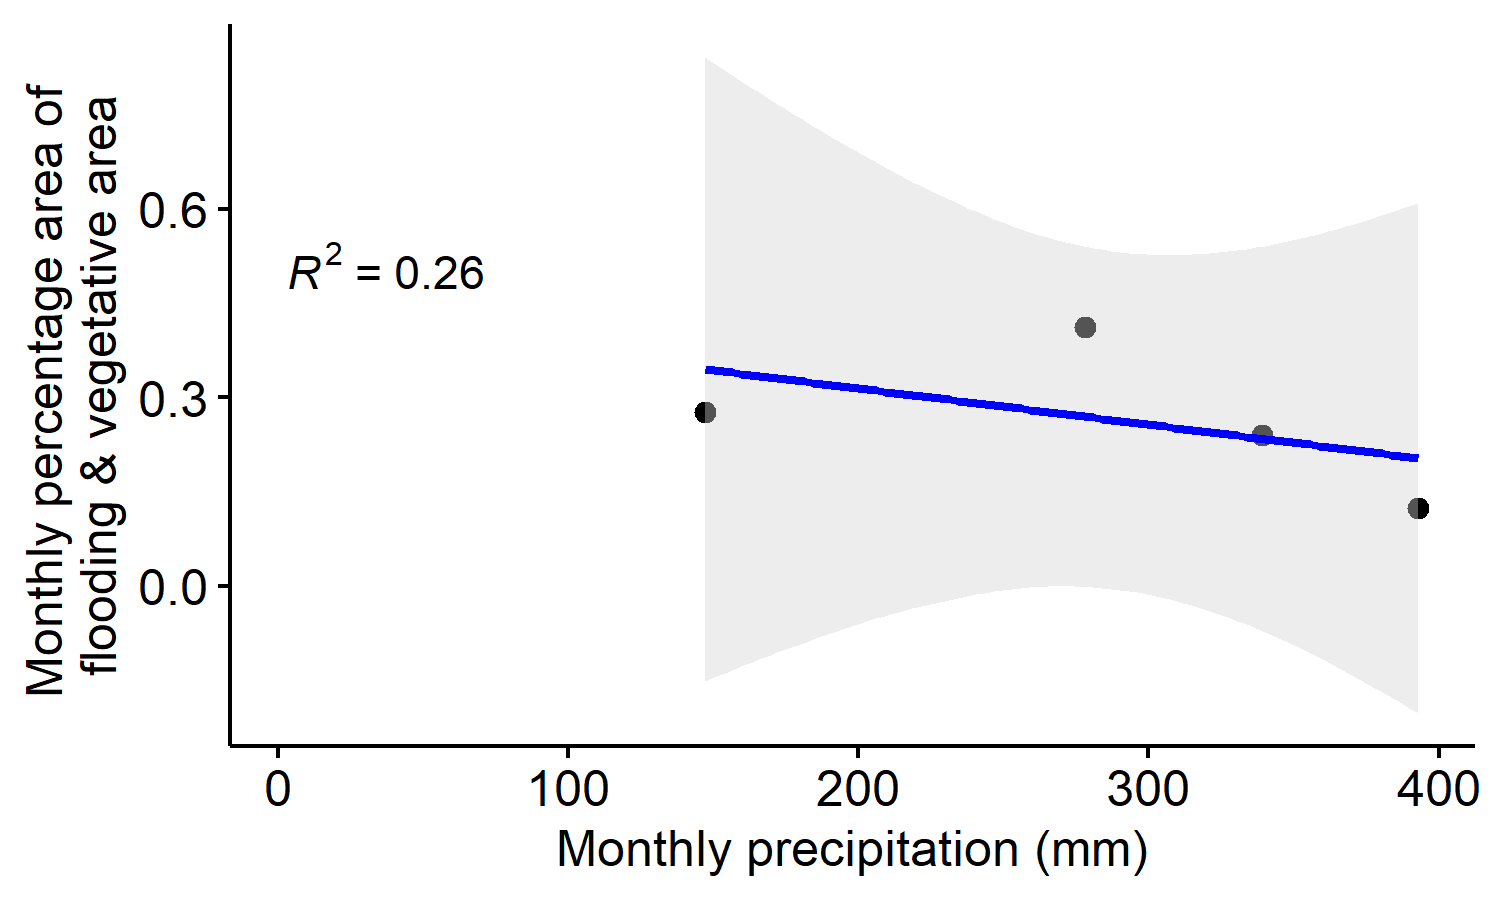 Monthly percentage area of
flooding & vegetative area
0.6
0.3
0.0
R² = 0.26
0 100 200 300 400
Monthly precipitation (mm)